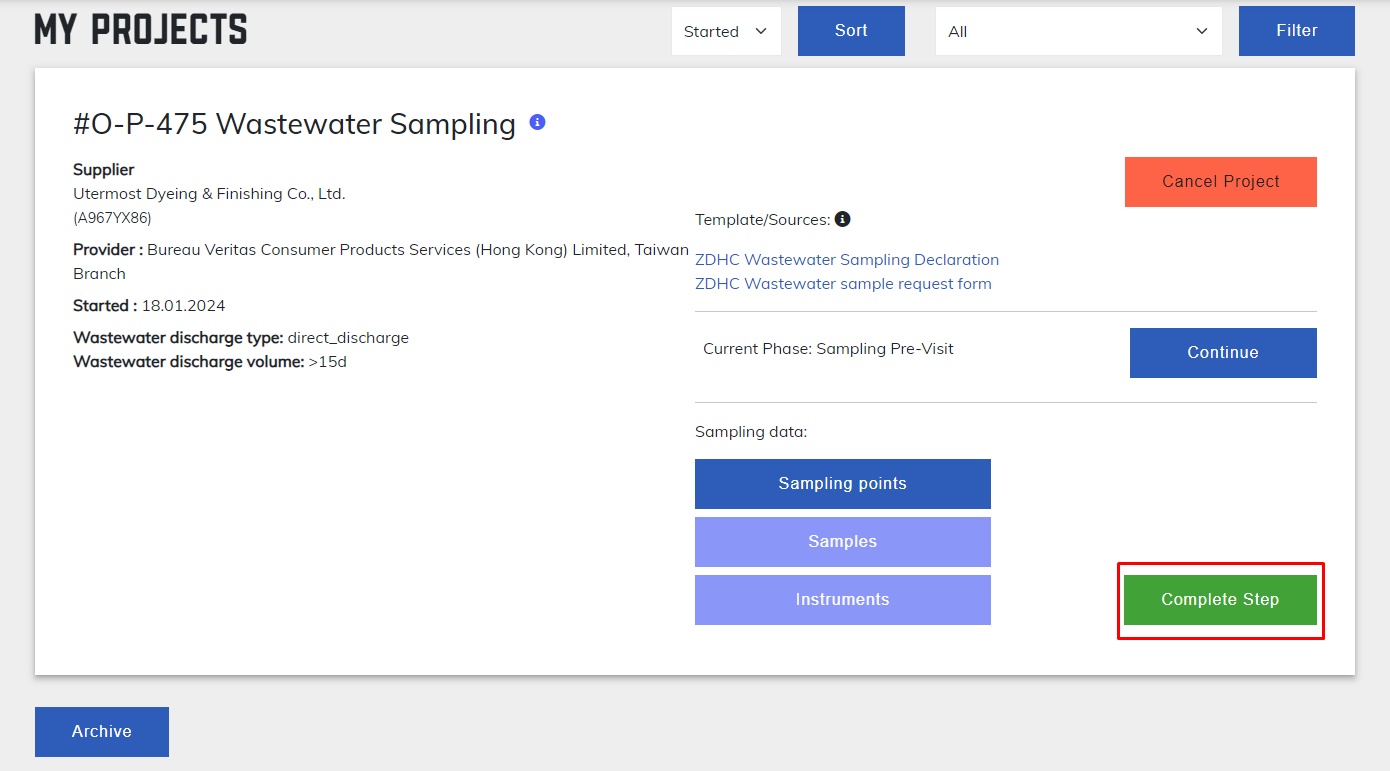 MY PROJECTS
Started
Sort
All
Filter
#O-P-475 Wastewater Sampling
Supplier
Utermost Dyeing & Finishing Co., Ltd.
(A967YX86)
Provider : Bureau Veritas Consumer Products Services (Hong Kong) Limited, Taiwan
Branch
Started : 18.01.2024
Wastewater discharge type: direct_discharge
Wastewater discharge volume: >15d
Cancel Project
Template/Sources:
ZDHC Wastewater Sampling Declaration
ZDHC Wastewater sample request form
Current Phase: Sampling Pre-Visit
Continue
Sampling data:
Sampling points
Samples
Instruments
Complete Step
Archive